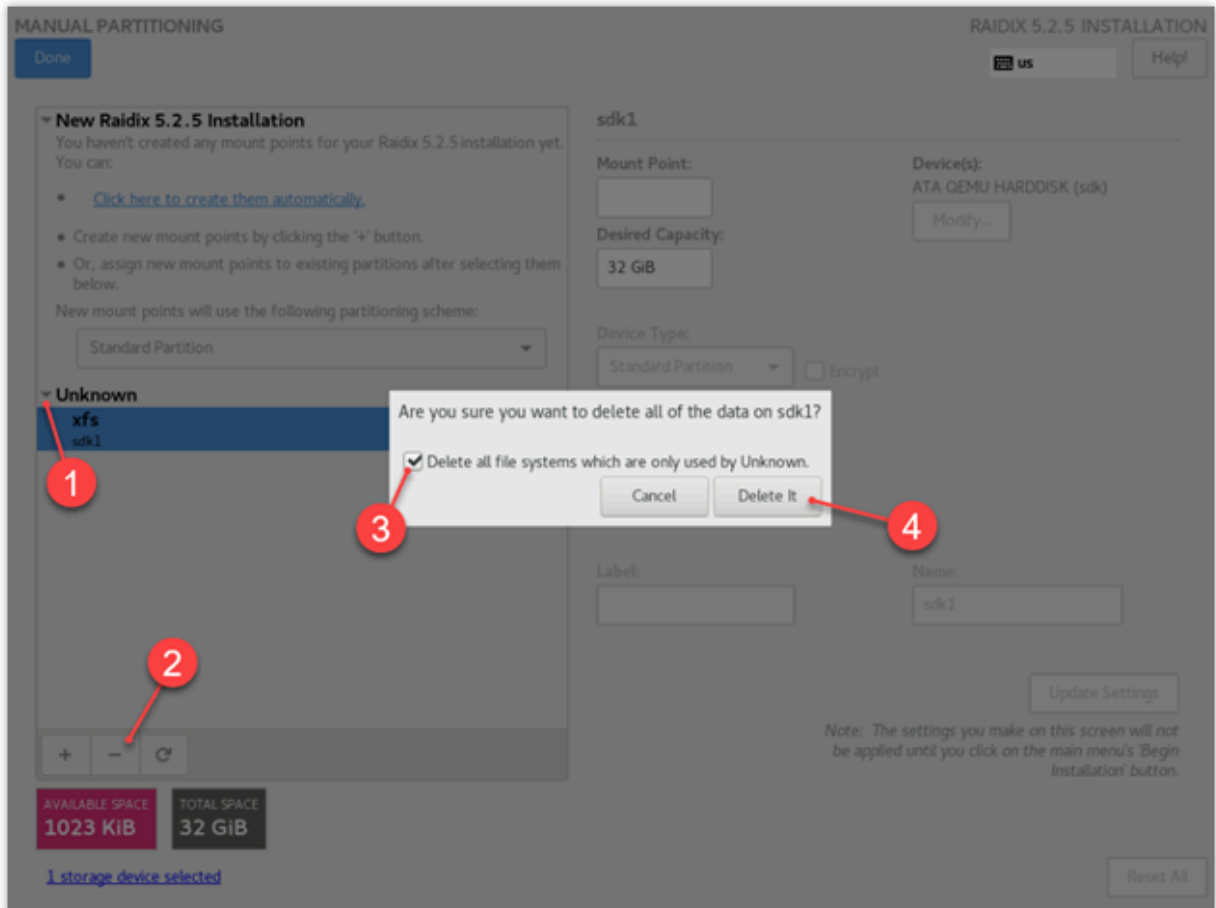 MANUAL PARTITIONING
RAIDIX 5.2.5 INSTALLATION
Done
us
Help!
New Raidix 5.2.5 Installation
You haven't created any mount points for your Raidix 5.2.5 installation yet.
You can:
Click here to create them automatically.
Create new mount points by clicking the '+' button.
Or, assign new mount points to existing partitions after selecting them
below.
New mount points will use the following partitioning scheme:
Standard Partition
Unknown
xfs
sdk1
1
2
+ −
AVAILABLE SPACE
1023 KiB
TOTAL SPACE
32 GiB
1 storage device selected
sdk1
Mount Point:
Device(s):
ATA QEMU HARDDISK (sdk)
Modify...
Desired Capacity:
32 GiB
Device Type:
Standard Partition
Encrypt
Are you sure you want to delete all of the data on sdk1?
Delete all file systems which are only used by Unknown.
Cancel
Delete It
3
4
Label:
Name:
sdk1
Update Settings
Note: The settings you make on this screen will not
be applied until you click on the main menu's 'Begin
Installation' button.
Reset All